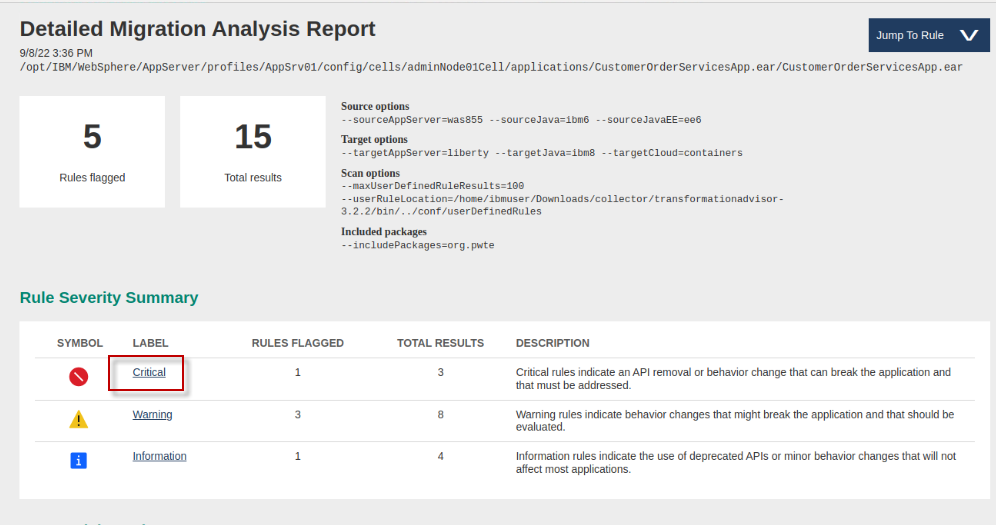 Detailed Migration Analysis Report
Jump To Rule
9/8/22 3:36 PM
/opt/IBM/WebSphere/AppServer/profiles/AppSrv01/config/cells/adminNode01Cell/applications/CustomerOrderServicesApp.ear/CustomerOrderServicesApp.ear
5
Rules flagged
15
Total results
Source options
--sourceAppServer=was855 --sourceJava=ibm6 --sourceJavaEE=ee6
Target options
--targetAppServer=liberty --targetJava=ibm8 --targetCloud=containers
Scan options
--maxUserDefinedRuleResults=100
--userRuleLocation=/home/ibmuser/Downloads/collector/transformationadvisor-
3.2.2/bin/../conf/userDefinedRules
Included packages
--includePackages=org.pwte
Rule Severity Summary
SYMBOL LABEL RULES FLAGGED TOTAL RESULTS DESCRIPTION
Critical 1 3 Critical rules indicate an API removal or behavior change that can break the application and
that must be addressed.
Warning 3 8 Warning rules indicate behavior changes that might break the application and that should be
evaluated.
Information 1 4 Information rules indicate the use of deprecated APIs or minor behavior changes that will not
affect most applications.